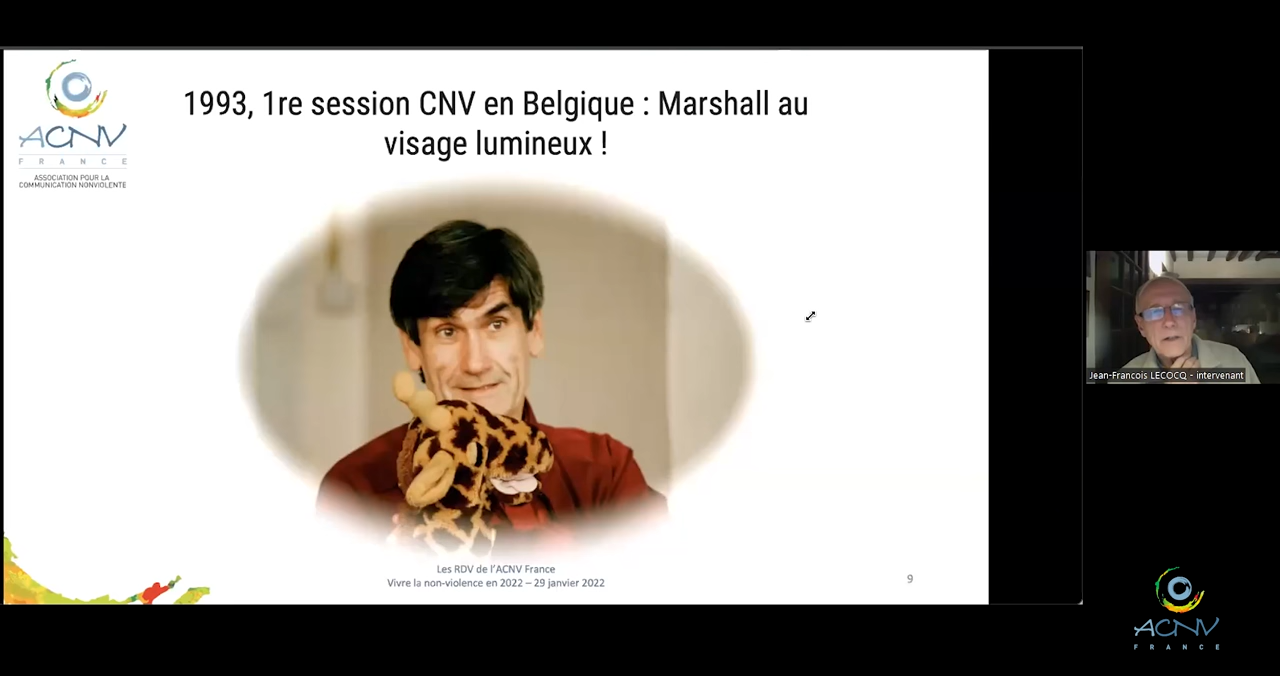 1993, 1re session CNV en Belgique : Marshall au
visage lumineux !
ACNV
FRANCE
ASSOCIATION POUR LA
COMMUNICATION NONVIOLENTE
Jean-Francois LECOCQ - intervenant
Les RDV de l’ACNV France
Vivre la non-violence en 2022 – 29 janvier 2022
9
ACNV
FRANCE